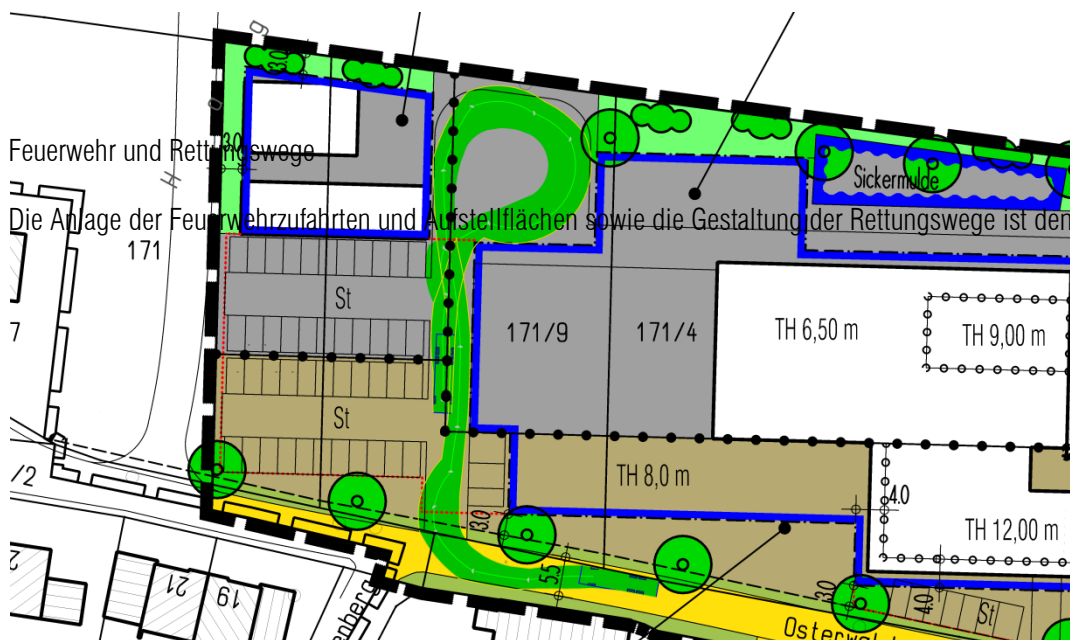 g
3.0
g
3.0
Feuerwehr und Rettungswege
H
Sickermulde
Die Anlage der Feuerwehrzufahrten und Aufstellflächen sowie die Gestaltung der Rettungswege ist den
171
St
7
171/9
171/4
TH 6,50 m
TH 9,00 m
St
/2
TH 8,0 m
4.0
3.0
TH 12,00 m
5.5
21
19
3.0
4.0
St